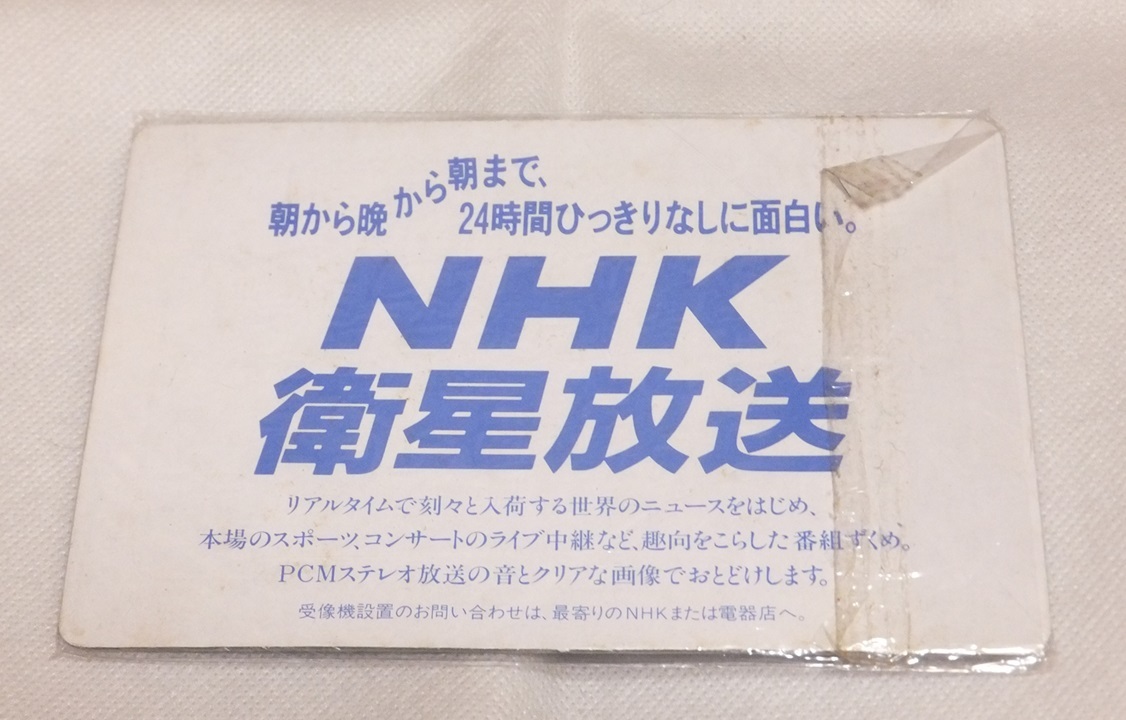 朝から晩から朝まで、
24時間ひっきりなしに面白い。
NHK
衛星放送
リアルタイムで刻々と入荷する世界のニュースをはじめ、
本場のスポーツ、コンサートのライブ中継など、趣向をこらした番組ずくめ。
PCMステレオ放送の音とクリアな画像でおとどけします。
受像機設置のお問い合わせは、最寄りのNHKまたは電器店へ。